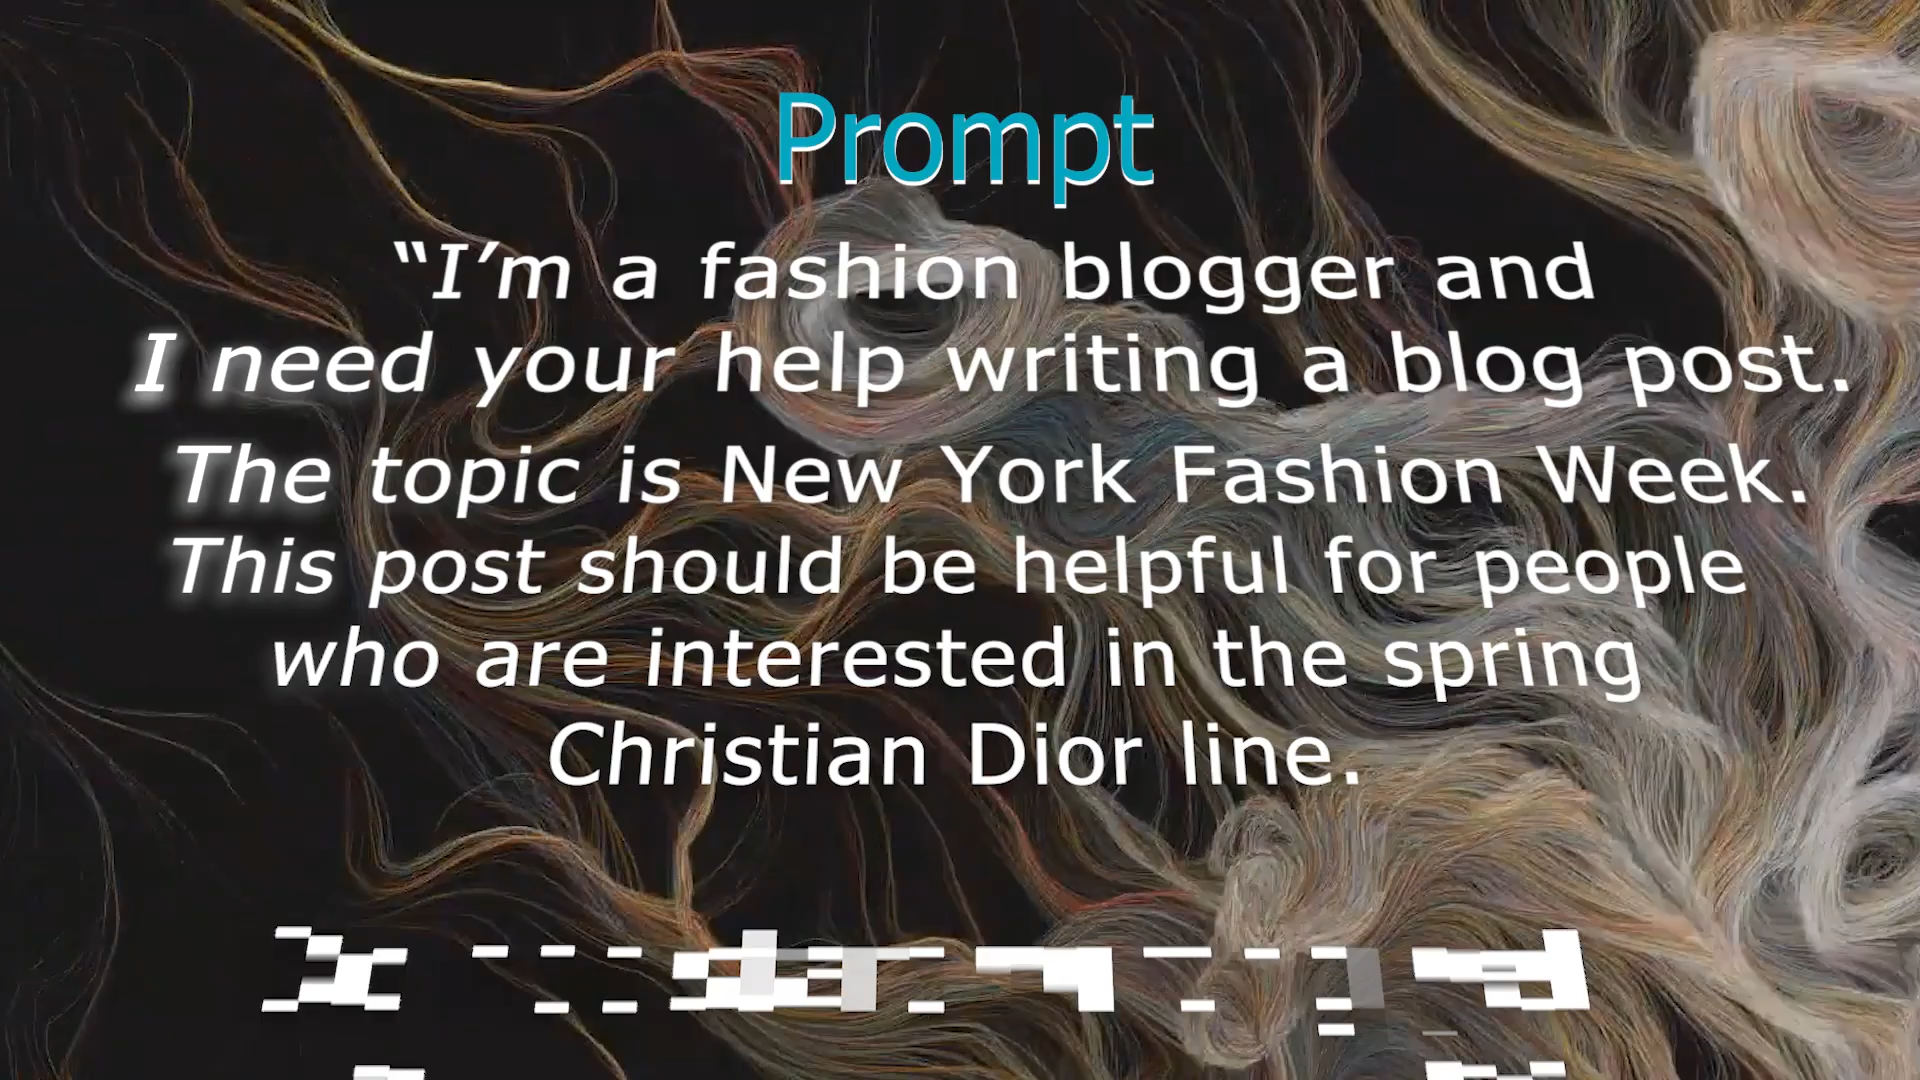 Prompt
“I’m a fashion blogger and
I need your help writing a blog post.
The topic is New York Fashion Week.
This post should be helpful for people
who are interested in the spring
Christian Dior line.